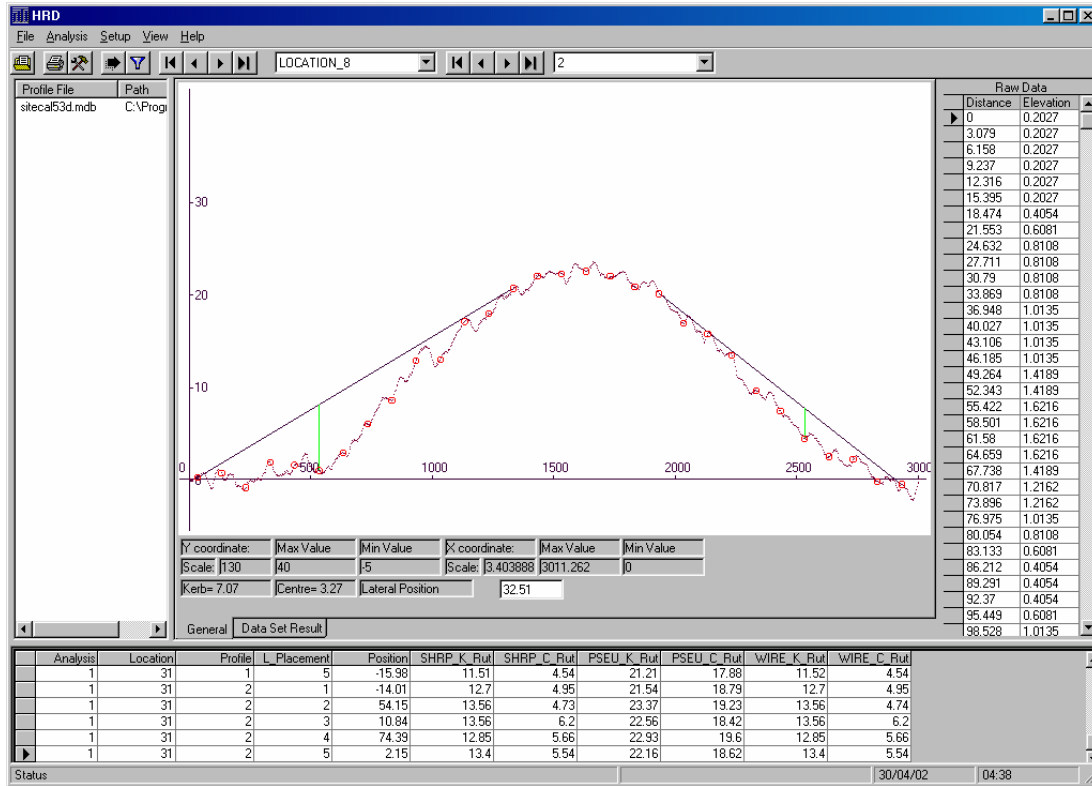 HRD
File Analysis Setup View Help
LOCATION_8 2
Profile File Path
sitecal53d.mdb C:\Progr
30
20
10
0 500 1000 1500 2000 2500 3000
Y coordinate: Max Value Min Value X coordinate: Max Value Min Value
Scale: 130 40 -5 Scale: 3.403888 3011.262 0
Kerb= 7.07 Centre= 3.27 Lateral Position 32.51
General Data Set Result
Raw Data
Distance Elevation
0 0.2027
3.079 0.2027
6.158 0.2027
9.237 0.2027
12.316 0.2027
15.395 0.2027
18.474 0.4054
21.553 0.6081
24.632 0.8108
27.711 0.8108
30.79 0.8108
33.869 0.8108
36.948 1.0135
40.027 1.0135
43.106 1.0135
46.185 1.0135
49.264 1.4189
52.343 1.4189
55.422 1.6216
58.501 1.6216
61.58 1.6216
64.659 1.6216
67.738 1.4189
70.817 1.2162
73.896 1.2162
76.975 1.0135
80.054 0.8108
83.133 0.6081
86.212 0.4054
89.291 0.4054
92.37 0.4054
95.449 0.6081
98.528 1.0135
Analysis Location Profile L_Placement Position SHRP_K_Rut SHRP_C_Rut PSEU_K_Rut PSEU_C_Rut WIRE_K_Rut WIRE_C_Rut
1 31 1 5 -15.98 11.51 4.54 21.21 17.88 11.52 4.54
1 31 2 1 -14.01 12.7 4.95 21.54 18.79 12.7 4.95
1 31 2 2 54.15 13.56 4.73 23.37 19.23 13.56 4.74
1 31 2 3 10.84 13.56 6.2 22.56 18.42 13.56 6.2
1 31 2 4 74.39 12.85 5.66 22.93 19.6 12.85 5.66
1 31 2 5 2.15 13.4 5.54 22.16 18.62 13.4 5.54
Status 30/04/02 04:38